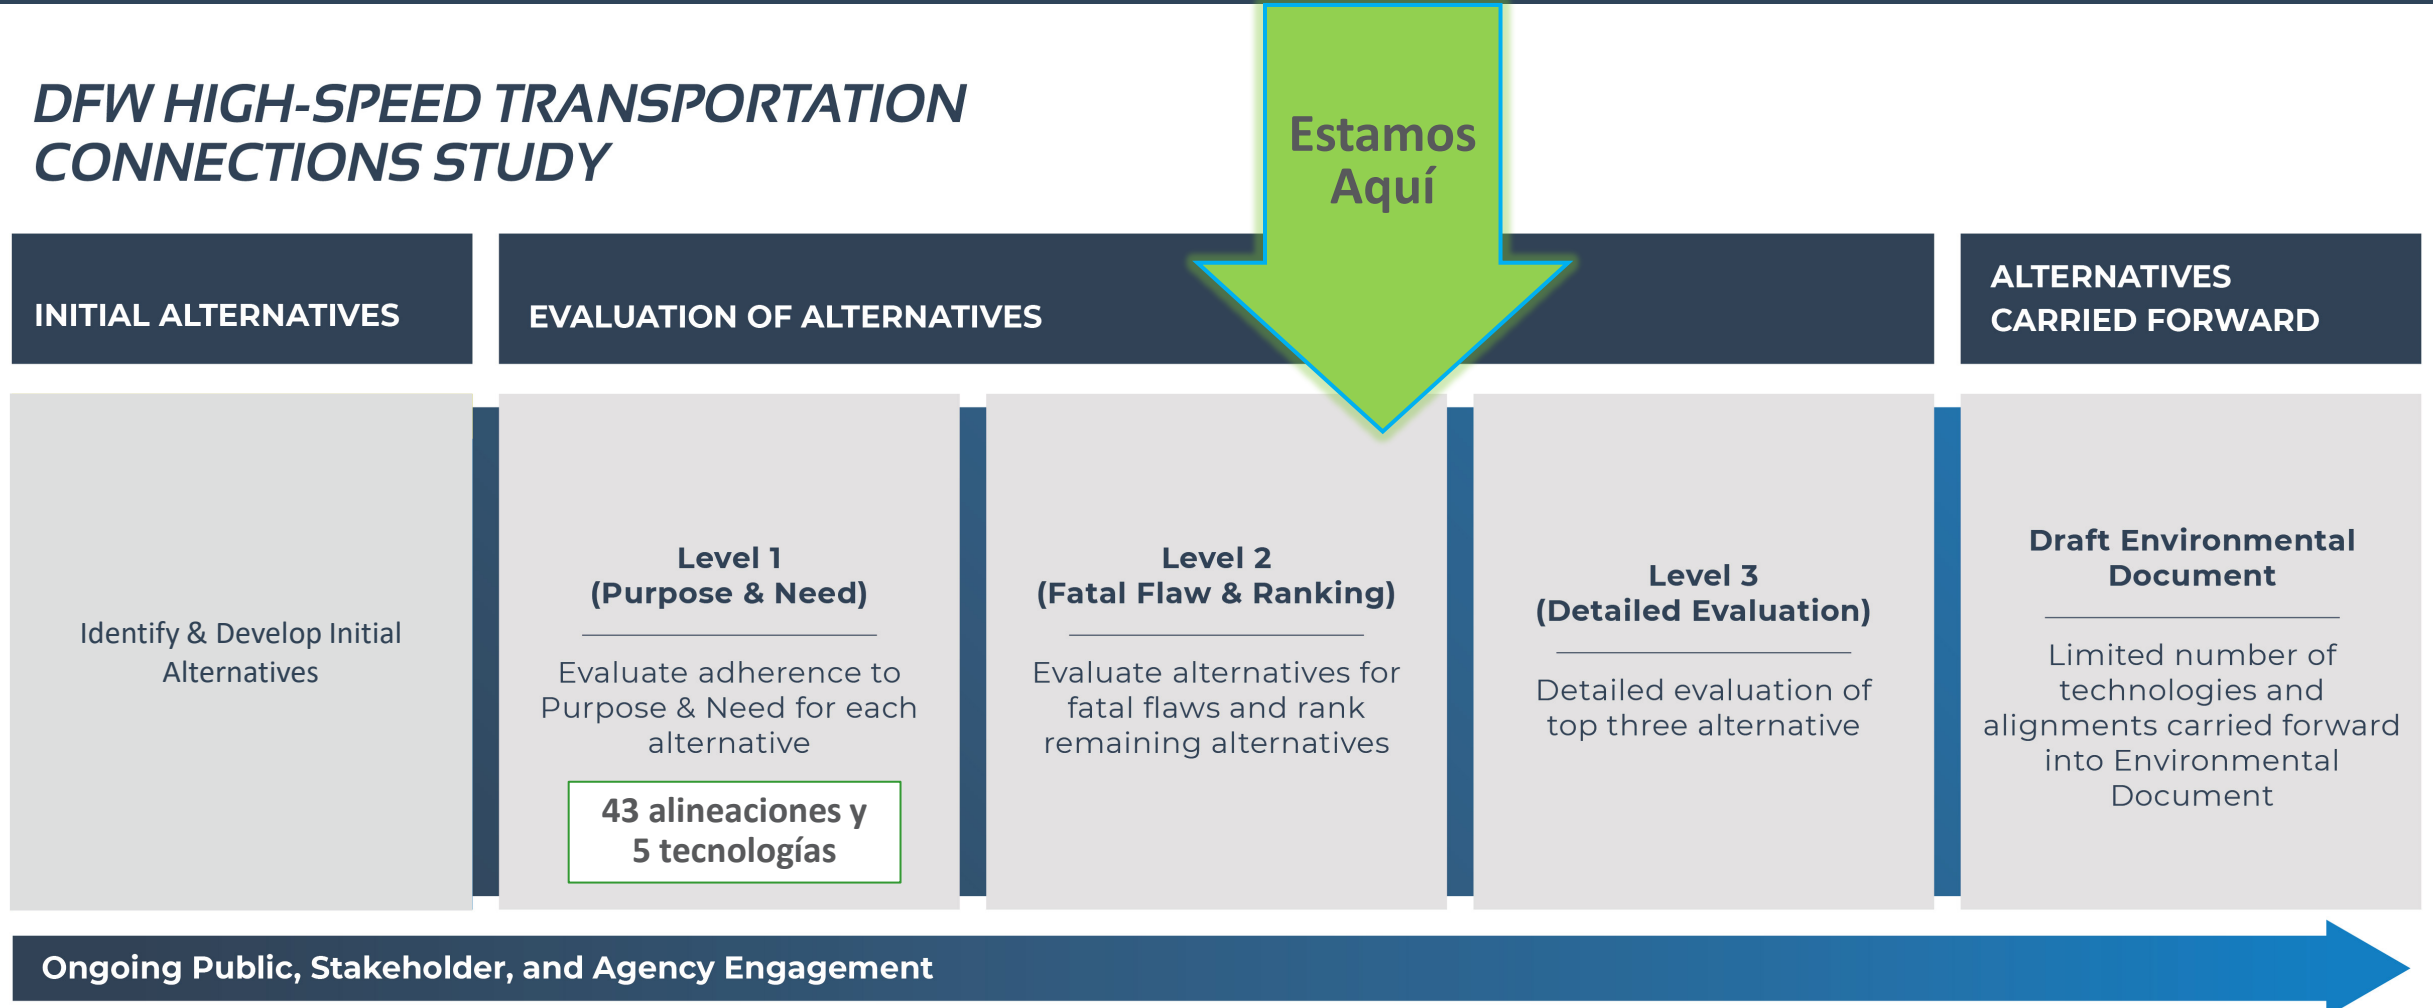 DFW HIGH-SPEED TRANSPORTATION
CONNECTIONS STUDY
Estamos
Aquí
INITIAL ALTERNATIVES
EVALUATION OF ALTERNATIVES
ALTERNATIVES
CARRIED FORWARD
Identify & Develop Initial
Alternatives
Level 1
(Purpose & Need)
Evaluate adherence to
Purpose & Need for each
alternative
43 alineaciones y
5 tecnologías
Level 2
(Fatal Flaw & Ranking)
Evaluate alternatives for
fatal flaws and rank
remaining alternatives
Level 3
(Detailed Evaluation)
Detailed evaluation of
top three alternative
Draft Environmental
Document
Limited number of
technologies and
alignments carried forward
into Environmental
Document
Ongoing Public, Stakeholder, and Agency Engagement